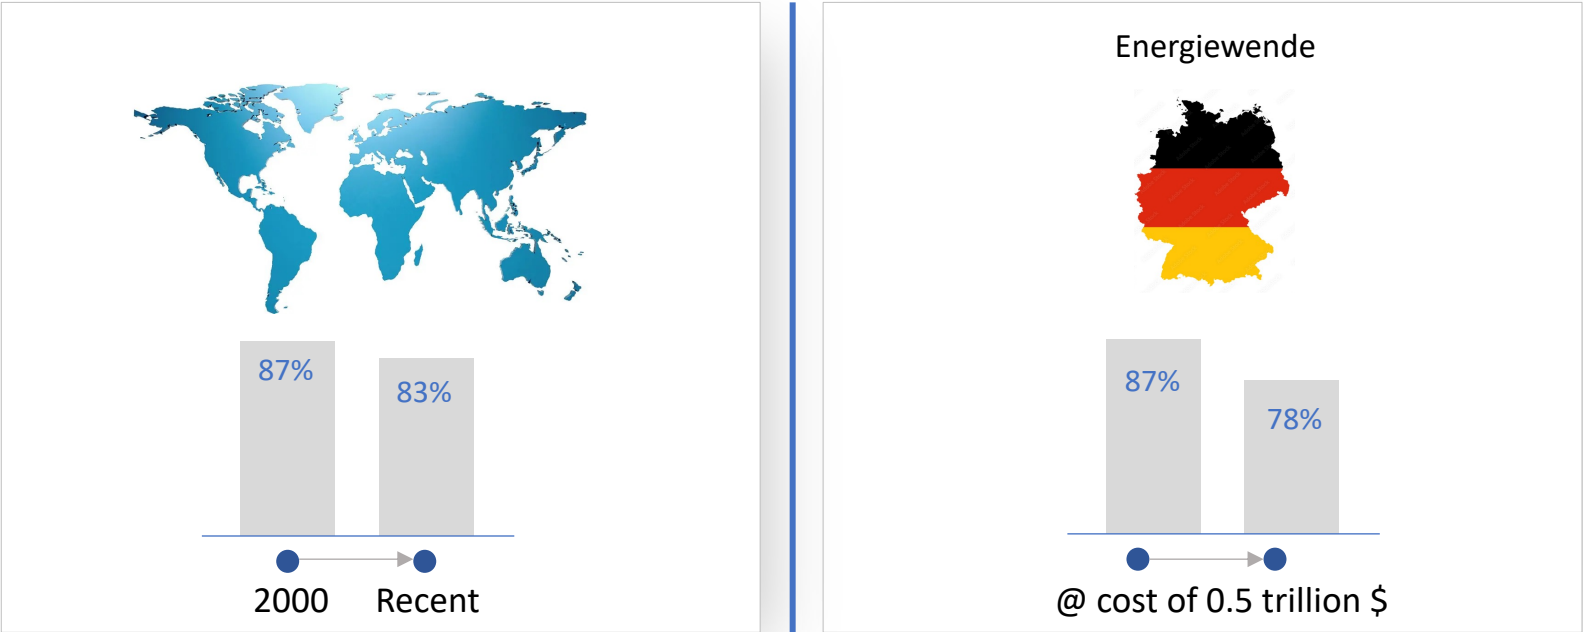 87%
83%
2000 Recent
Energiewende
87%
78%
@ cost of 0.5 trillion $